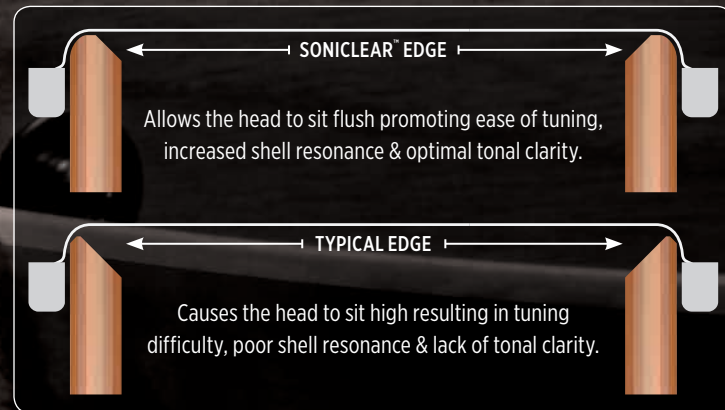 SONICLEAR™ EDGE
Allows the head to sit flush promoting ease of tuning,
increased shell resonance & optimal tonal clarity.
TYPICAL EDGE
Causes the head to sit high resulting in tuning
difficulty, poor shell resonance & lack of tonal clarity.